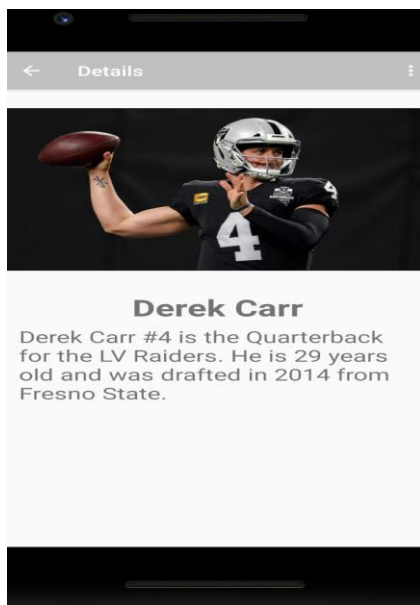 Details
4
4
Derek Carr
Derek Carr #4 is the Quarterback
for the LV Raiders. He is 29 years
old and was drafted in 2014 from
Fresno State.